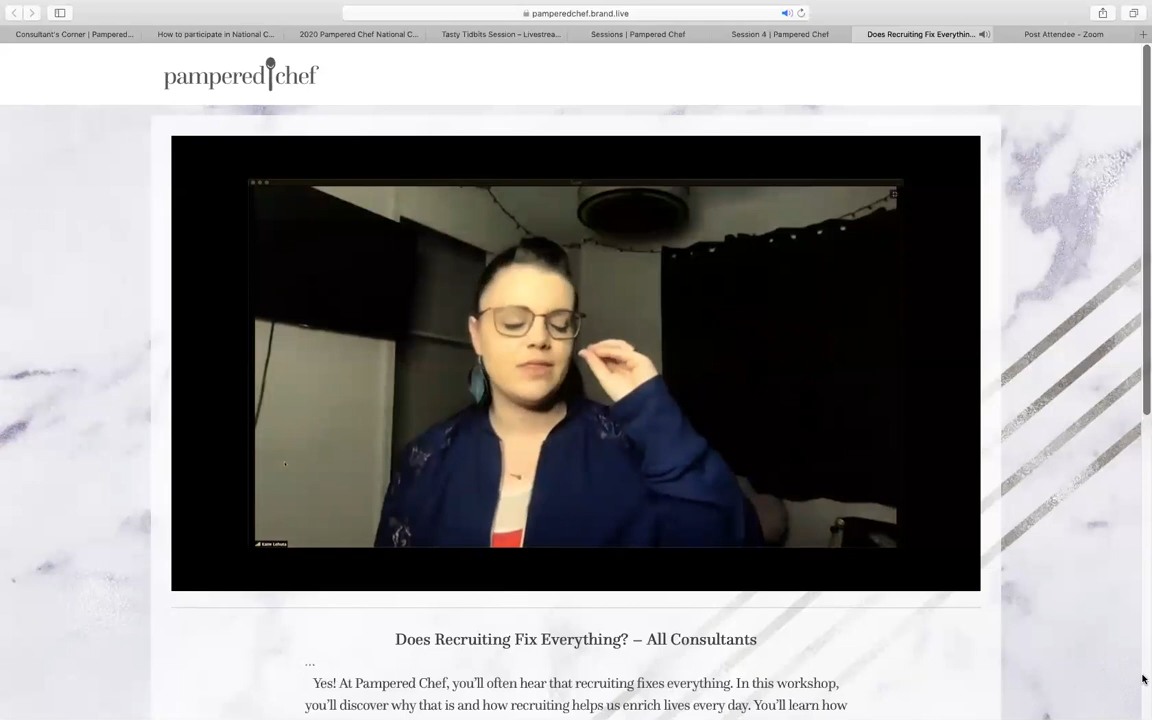 pamperedchef.brand.live
Consultant's Corner | Pampered...
How to participate in National C...
2020 Pampered Chef National C...
Tasty Tidbits Session – Livestrea...
Sessions | Pampered Chef
Session 4 | Pampered Chef
Does Recruiting Fix Everythin...
Post Attendee - Zoom
pampered chef
Does Recruiting Fix Everything? – All Consultants
...
Yes! At Pampered Chef, you'll often hear that recruiting fixes everything. In this workshop,
you'll discover why that is and how recruiting helps us enrich lives every day. You'll learn how